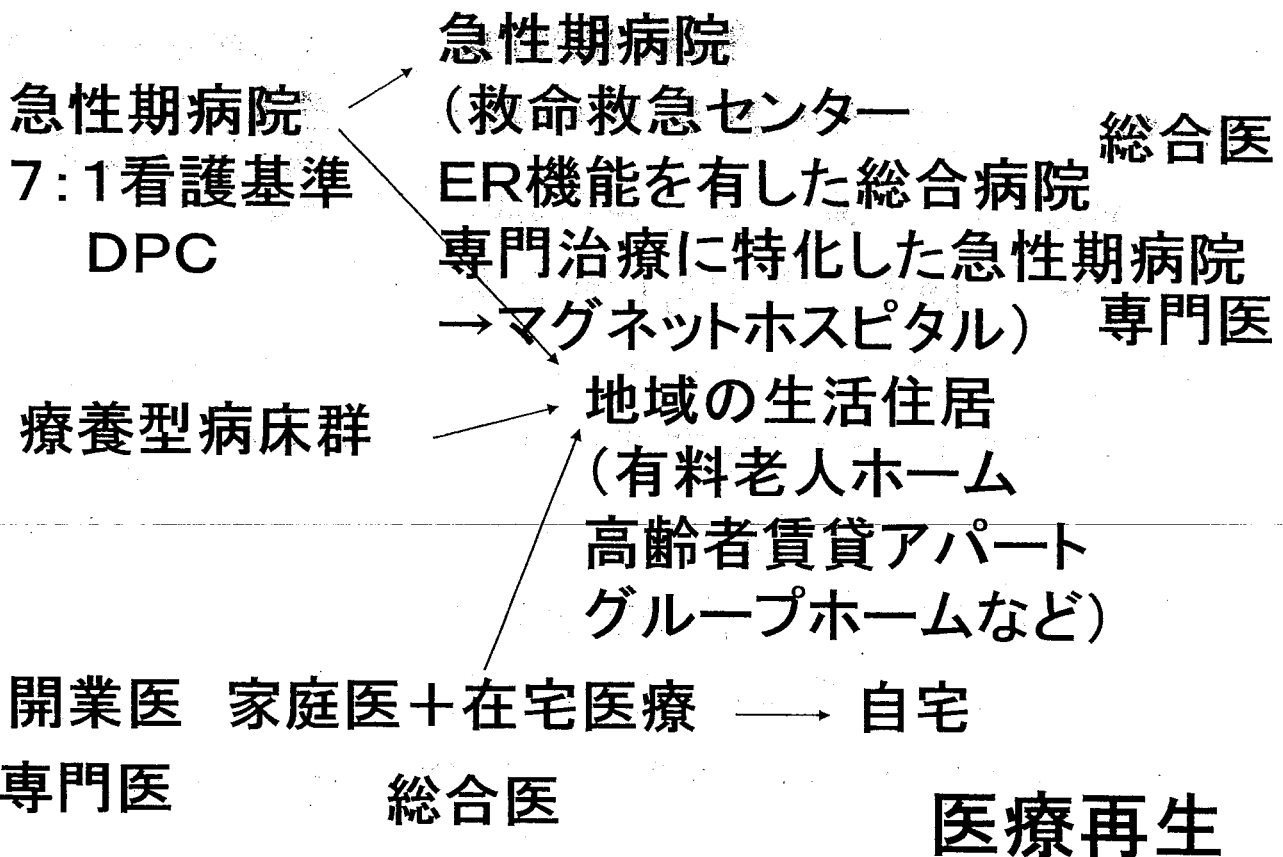 急性期病院
7:1看護基準
DPC
急性期病院
（救命救急センター
ER機能を有した総合病院
専門治療に特化した急性期病院
→マグネットホスピタル）
総合医
専門医
療養型病床群
地域の生活住居
（有料老人ホーム
高齢者賃貸アパート
グループホームなど）
開業医 家庭医＋在宅医療 → 自宅
専門医
総合医
医療再生